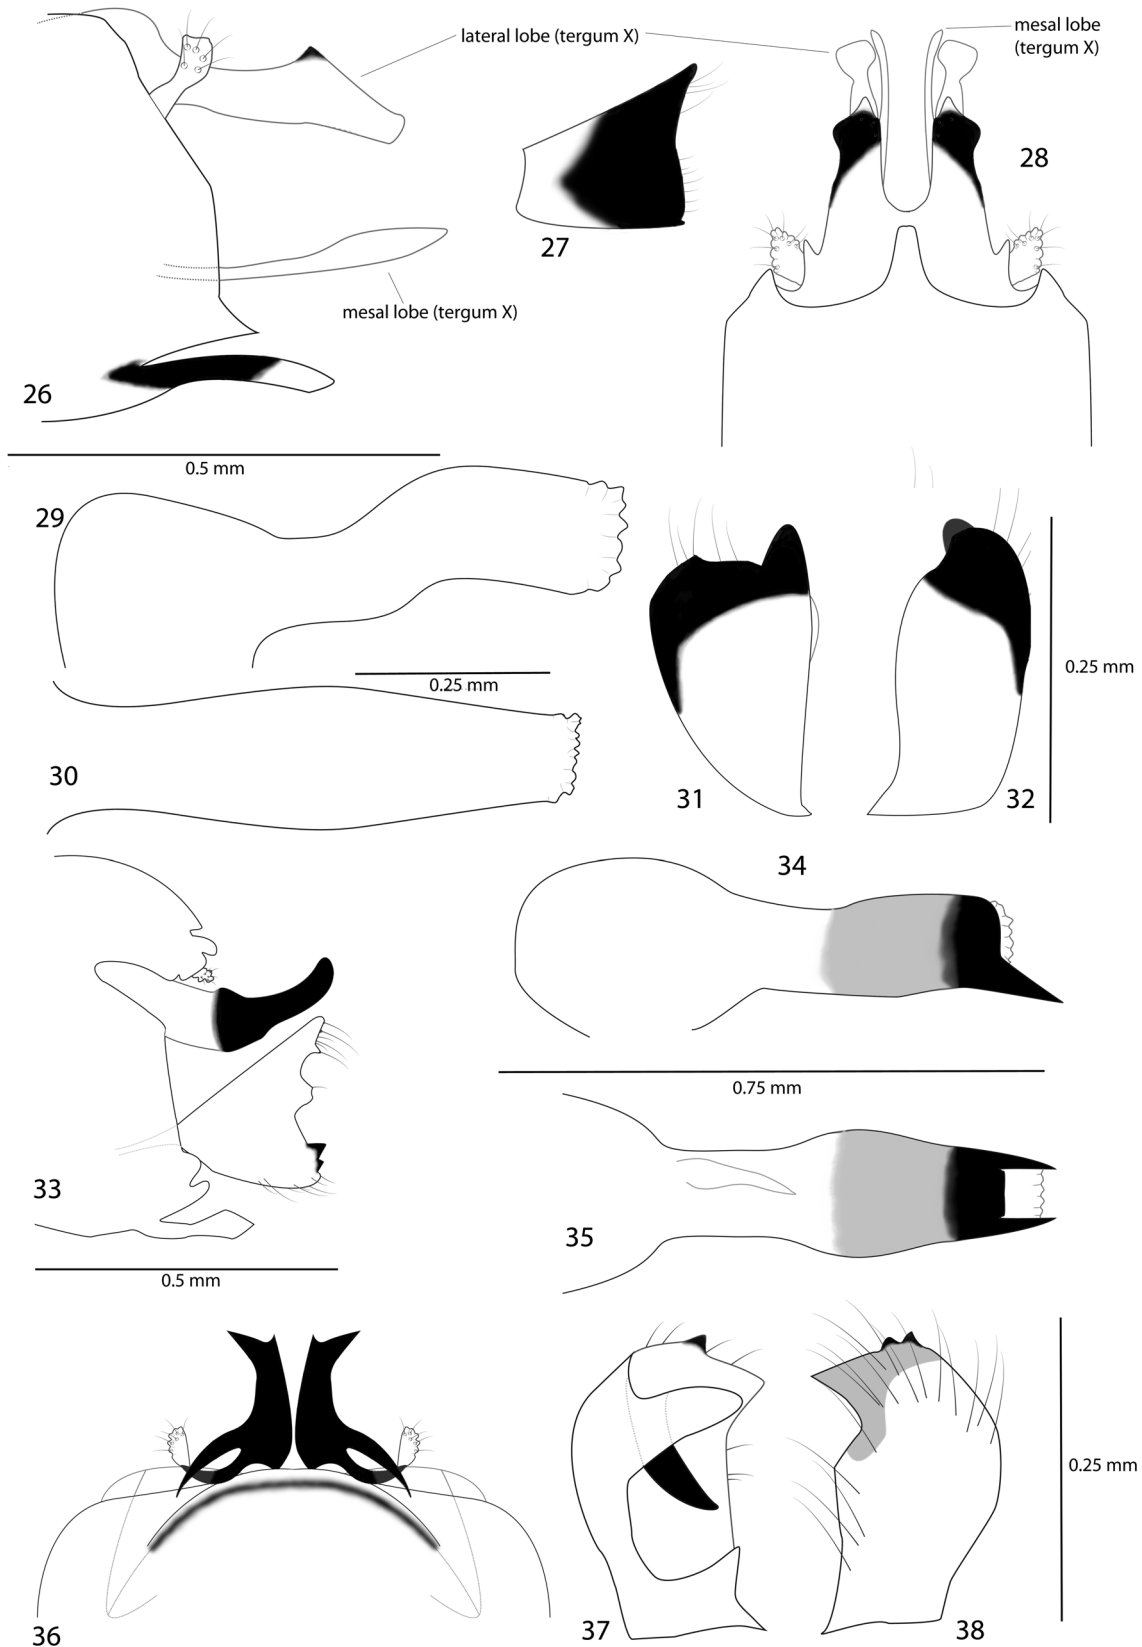 lateral lobe (tergum X)
mesal lobe
(tergum X)
28
27
mesal lobe (tergum X)
26
0.5 mm
29
0.25 mm
0.25 mm
30
31
32
34
0.75 mm
33
0.5 mm
35
0.25 mm
36
37
38